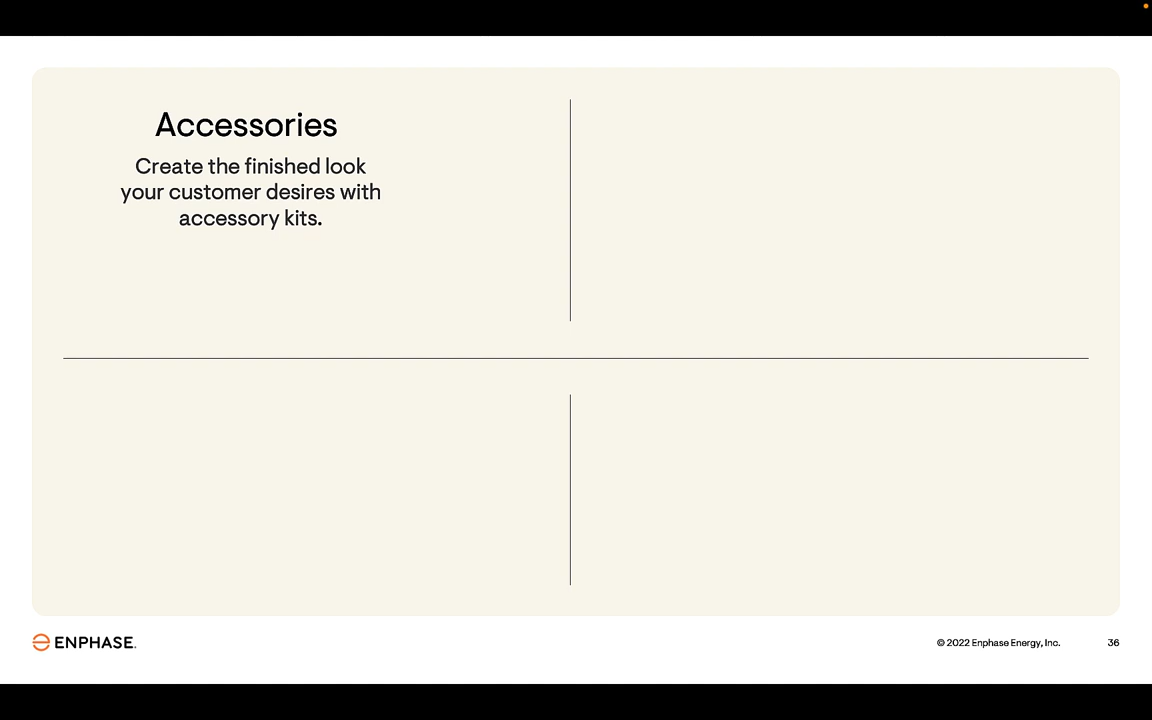 Accessories
Create the finished look
your customer desires with
accessory kits.
ENPHASE.
© 2022 Enphase Energy, Inc.
36